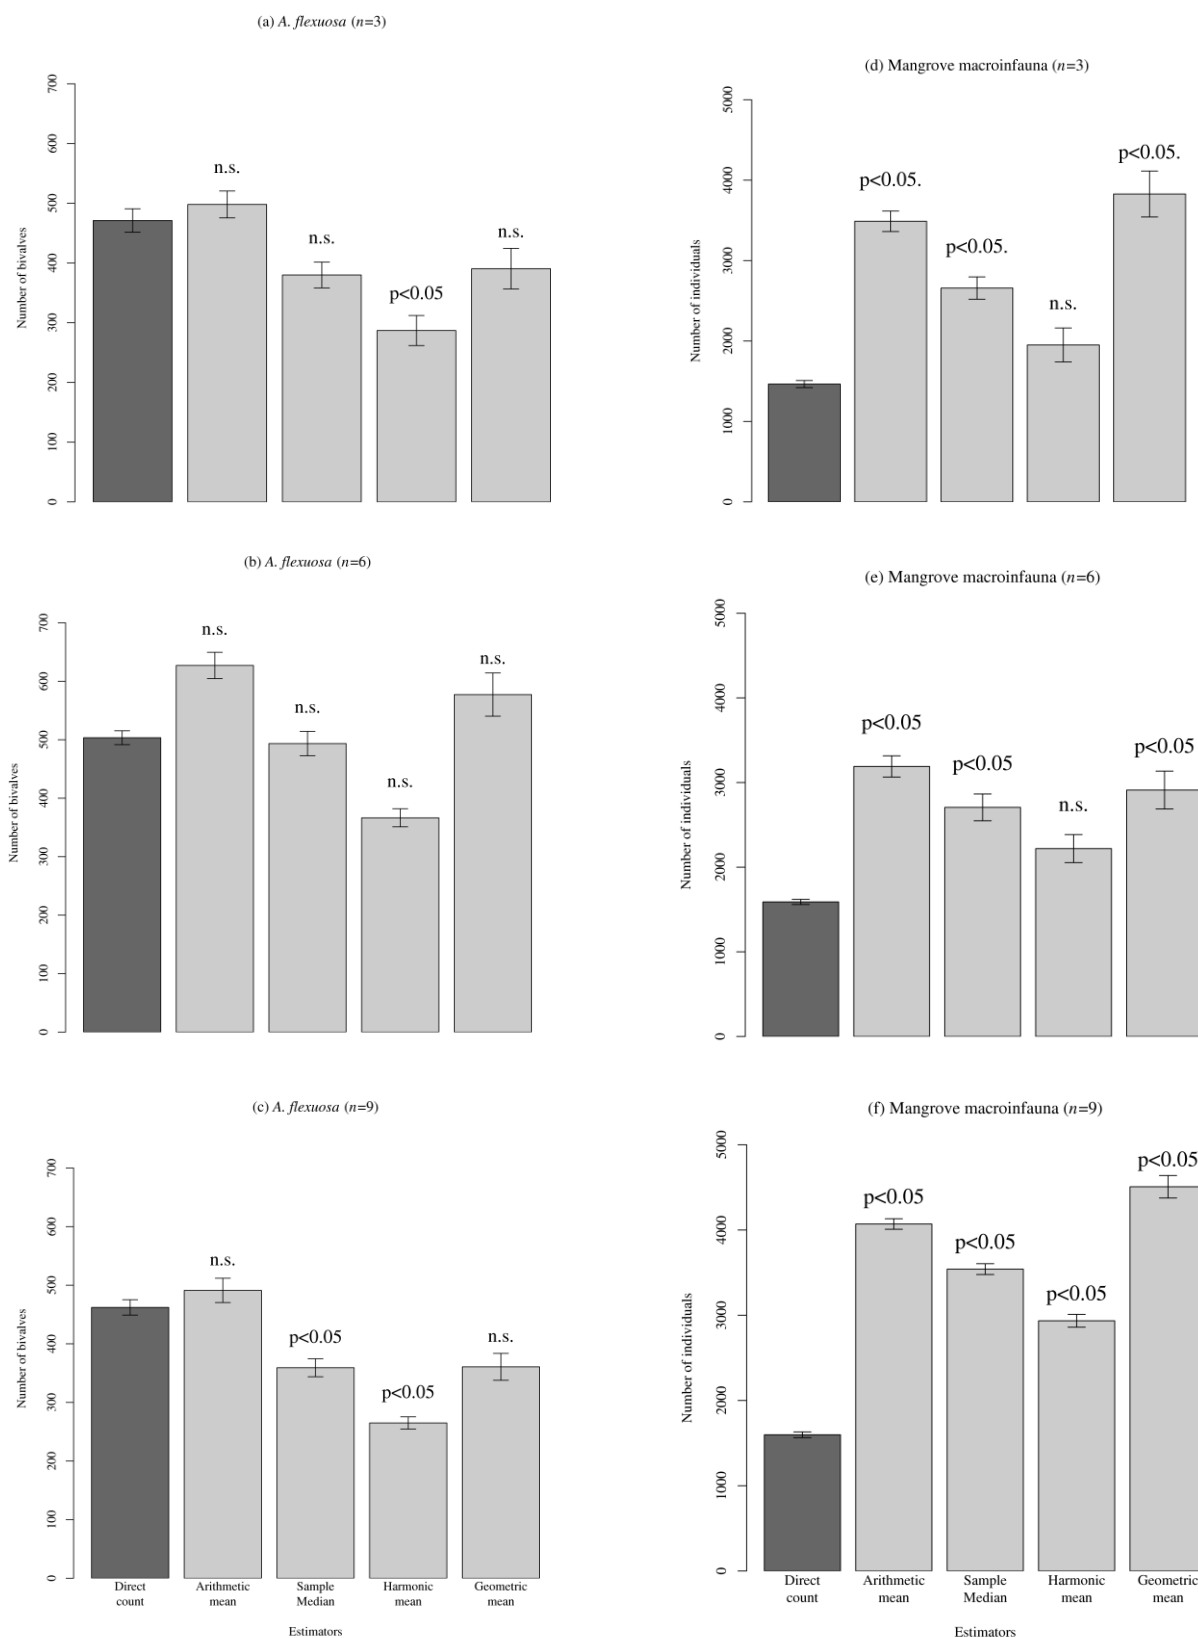 (a) A. flexuosa (n=3)
Number of bivalves
0 100 200 300 400 500 600 700
n.s.
n.s.
p<0.05
n.s.
(d) Mangrove macroinfauna (n=3)
Number of individuals
0 1000 2000 3000 4000 5000
p<0.05.
p<0.05.
n.s.
p<0.05.
(b) A. flexuosa (n=6)
Number of bivalves
0 100 200 300 400 500 600 700
n.s.
n.s.
n.s.
n.s.
(e) Mangrove macroinfauna (n=6)
Number of individuals
0 1000 2000 3000 4000 5000
p<0.05
p<0.05
n.s.
p<0.05
(c) A. flexuosa (n=9)
Number of bivalves
0 100 200 300 400 500 600 700
n.s.
p<0.05
p<0.05
n.s.
Direct Arithmetic Sample Harmonic Geometric
count mean Median mean mean
Estimators
(f) Mangrove macroinfauna (n=9)
Number of individuals
0 1000 2000 3000 4000 5000
p<0.05
p<0.05
p<0.05
p<0.05
Direct Arithmetic Sample Harmonic Geometric
count mean Median mean mean
Estimators